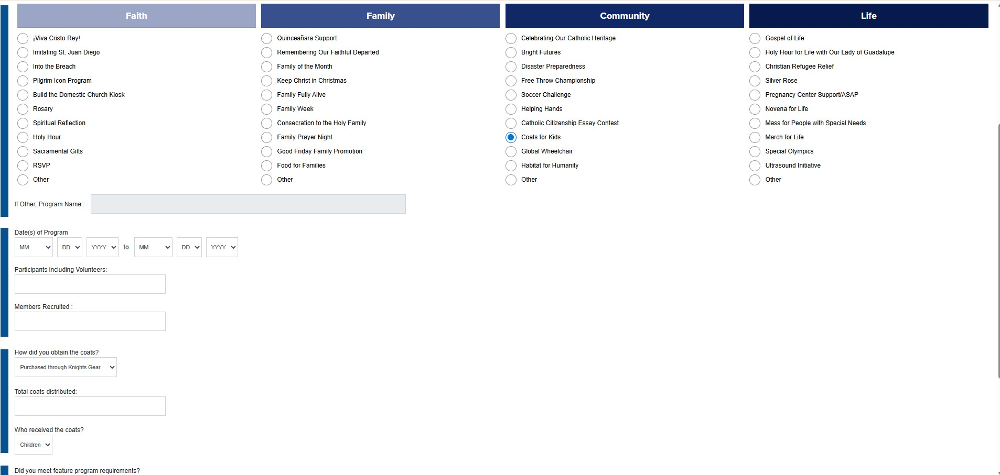 Faith
Family
Community
Life
¡Viva Cristo Rey!
Imitating St. Juan Diego
Into the Breach
Pilgrim Icon Program
Build the Domestic Church Kiosk
Rosary
Spiritual Reflection
Holy Hour
Sacramental Gifts
RSVP
Other
Quinceañara Support
Remembering Our Faithful Departed
Family of the Month
Keep Christ in Christmas
Family Fully Alive
Family Week
Consecration to the Holy Family
Family Prayer Night
Good Friday Family Promotion
Food for Families
Other
Celebrating Our Catholic Heritage
Bright Futures
Disaster Preparedness
Free Throw Championship
Soccer Challenge
Helping Hands
Catholic Citizenship Essay Contest
Coats for Kids
Global Wheelchair
Habitat for Humanity
Other
Gospel of Life
Holy Hour for Life with Our Lady of Guadalupe
Christian Refugee Relief
Silver Rose
Pregnancy Center Support/ASAP
Novena for Life
Mass for People with Special Needs
March for Life
Special Olympics
Ultrasound Initiative
Other
If Other, Program Name :
Date(s) of Program
MM DD YYYY to MM DD YYYY
Participants including Volunteers:
Members Recruited :
How did you obtain the coats?
Purchased through Knights Gear
Total coats distributed:
Who received the coats?
Children
Did you meet feature program requirements?